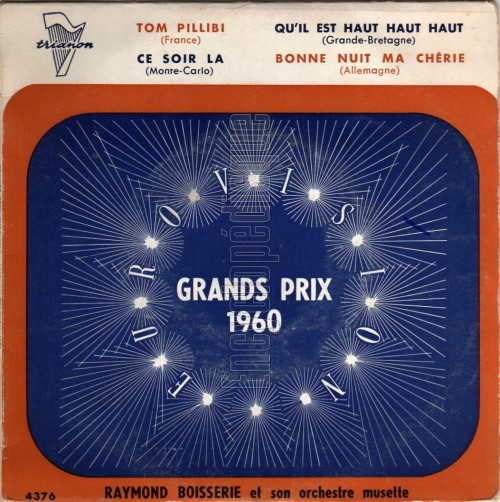 trianon
TOM PILLIBI
(France)
CE SOIR LA
(Monte-Carlo)
QU'IL EST HAUT HAUT HAUT
(Grande-Bretagne)
BONNE NUIT MA CHÉRIE
(Allemagne)
EUROVISION
GRANDS PRIX
1960
4376
RAYMOND BOISSERIE et son orchestre musette